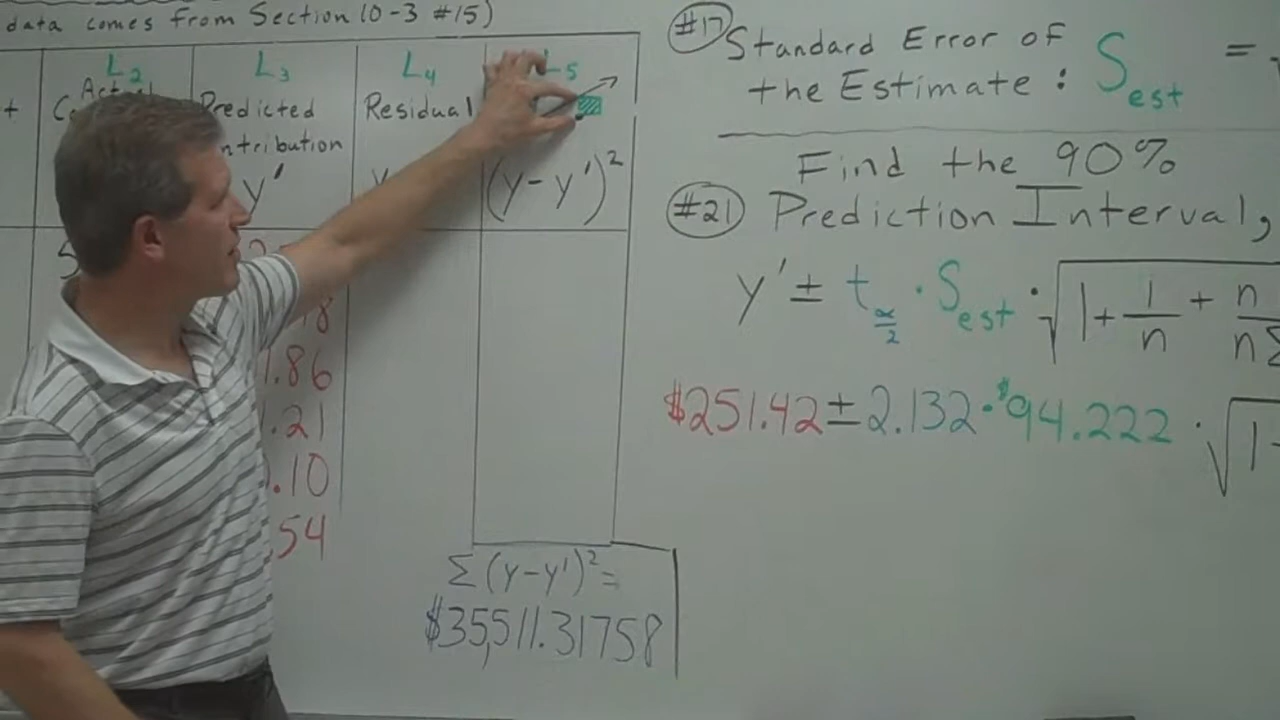 data comes from Section 10-3 #15)
L2 L3 L4 L5
Predicted Residual
y' (y-y')²
.86
.21
.10
54
Σ(y-y')²=
$35,511.31758
#17 Standard Error of
the Estimate: Sest =
Find the 90%
#21 Prediction Interval,
y' ± tα/2 · Sest · √1+1/n+n
$251.42 ± 2.132 · $94.222 · √1